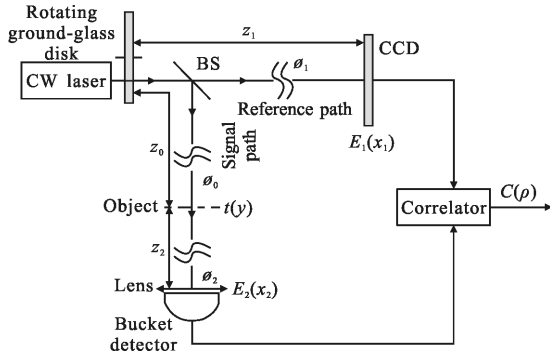 Rotating
ground-glass
disk
z₁
CCD
BS
ø₁
CW laser
Reference path
Signal
path
E₁(x₁)
z₀
ø₀
Object
t(y)
Correlator
C(ρ)
z₂
ø₂
Lens
E₂(x₂)
Bucket
detector